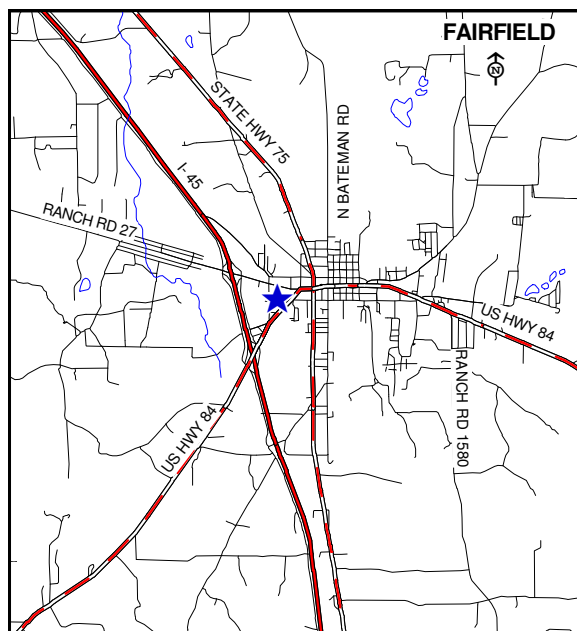 FAIRFIELD
N
STATE HWY 75
N BATEMAN RD
I- 45
RANCH RD 27
US HWY 84
US HWY 84
RANCH RD 1580